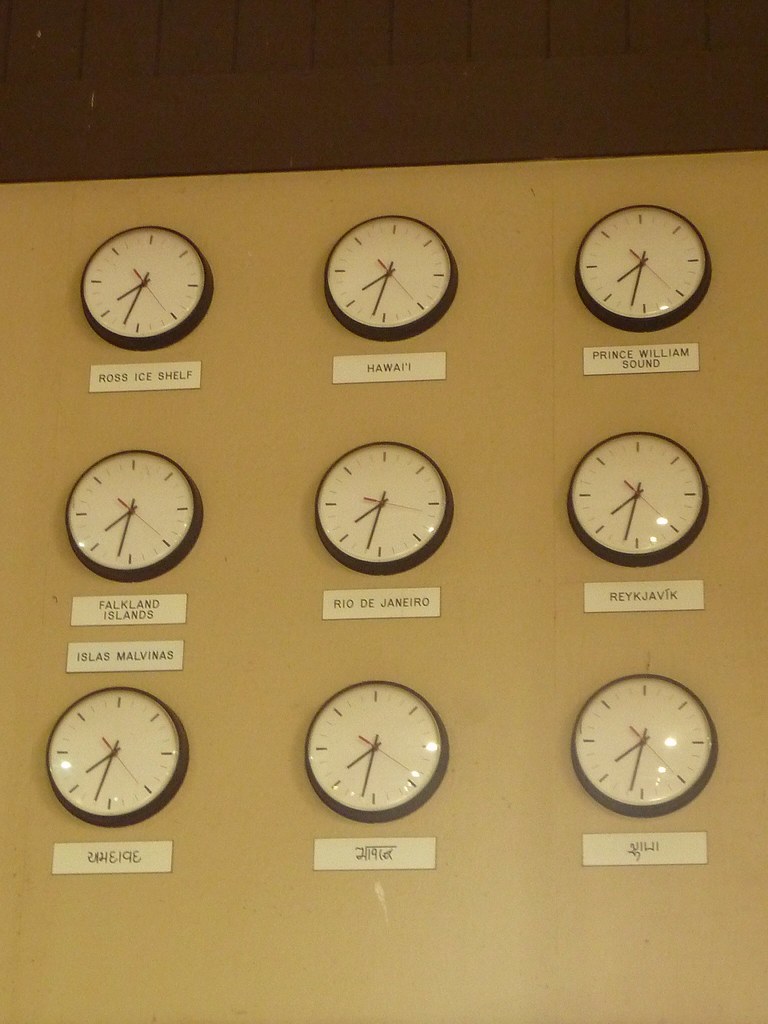 ROSS ICE SHELF
HAWAI'I
PRINCE WILLIAM
SOUND
FALKLAND
ISLANDS
ISLAS MALVINAS
RIO DE JANEIRO
REYKJAVÍK